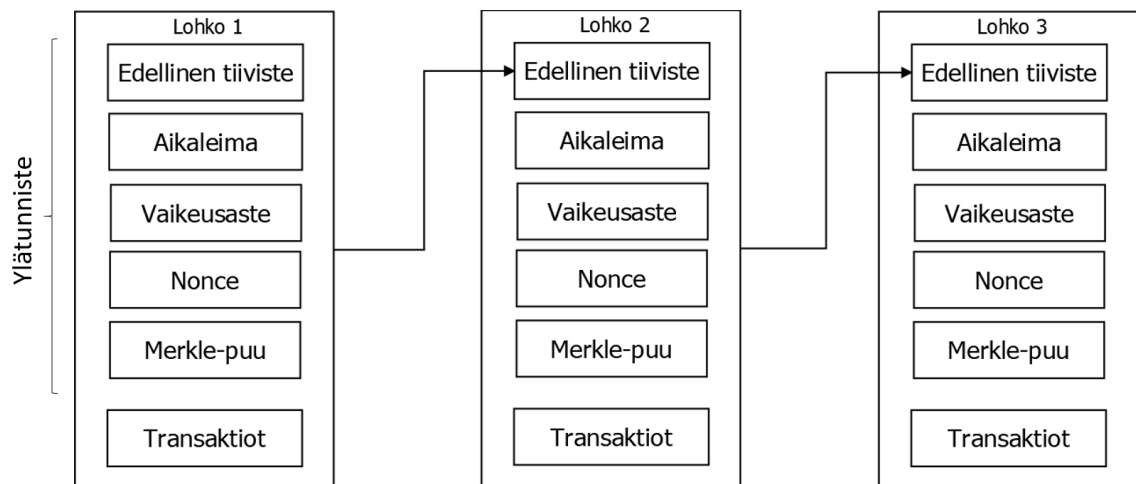 Ylätunniste
Lohko 1
Edellinen tiiviste
Aikaleima
Vaikeusaste
Nonce
Merkle-puu
Transaktiot
Lohko 2
Edellinen tiiviste
Aikaleima
Vaikeusaste
Nonce
Merkle-puu
Transaktiot
Lohko 3
Edellinen tiiviste
Aikaleima
Vaikeusaste
Nonce
Merkle-puu
Transaktiot